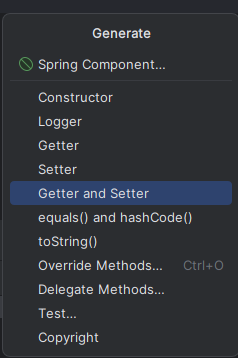 Generate
Spring Component...
Constructor
Logger
Getter
Setter
Getter and Setter
equals() and hashCode()
toString()
Override Methods... Ctrl+O
Delegate Methods...
Test...
Copyright